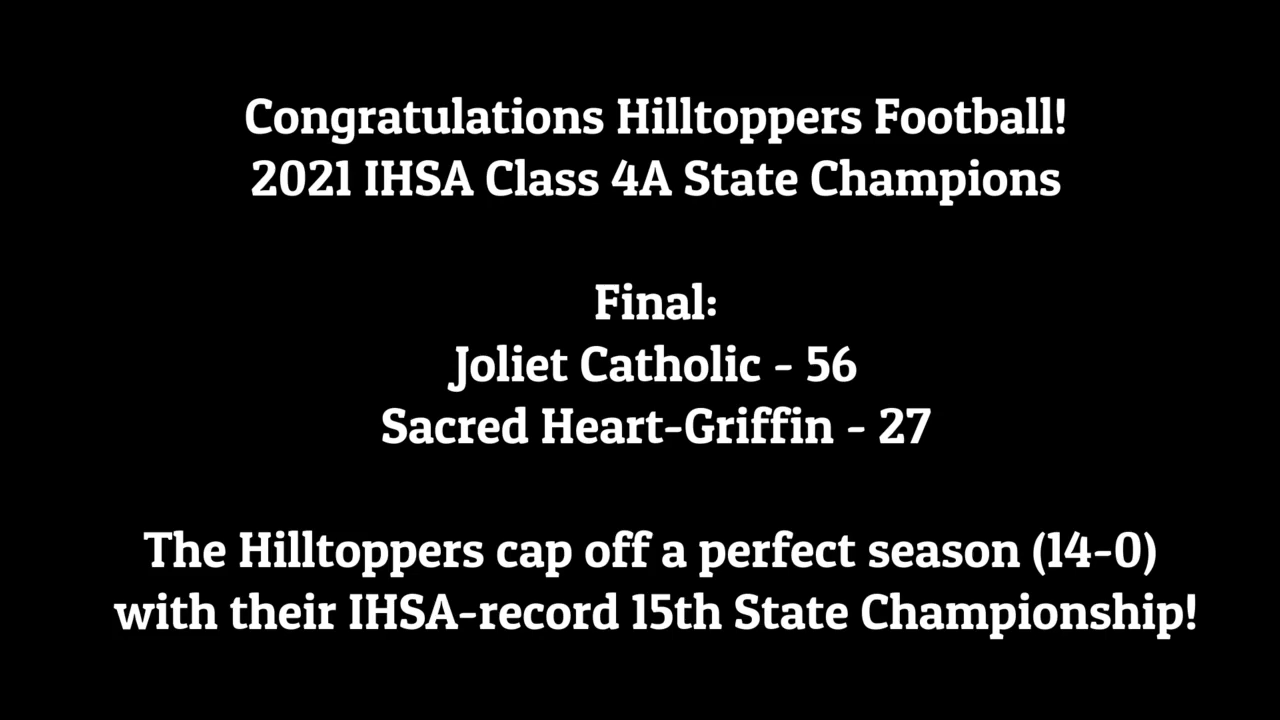 Congratulations Hilltoppers Football!
2021 IHSA Class 4A State Champions
Final:
Joliet Catholic - 56
Sacred Heart-Griffin - 27
The Hilltoppers cap off a perfect season (14-0)
with their IHSA-record 15th State Championship!